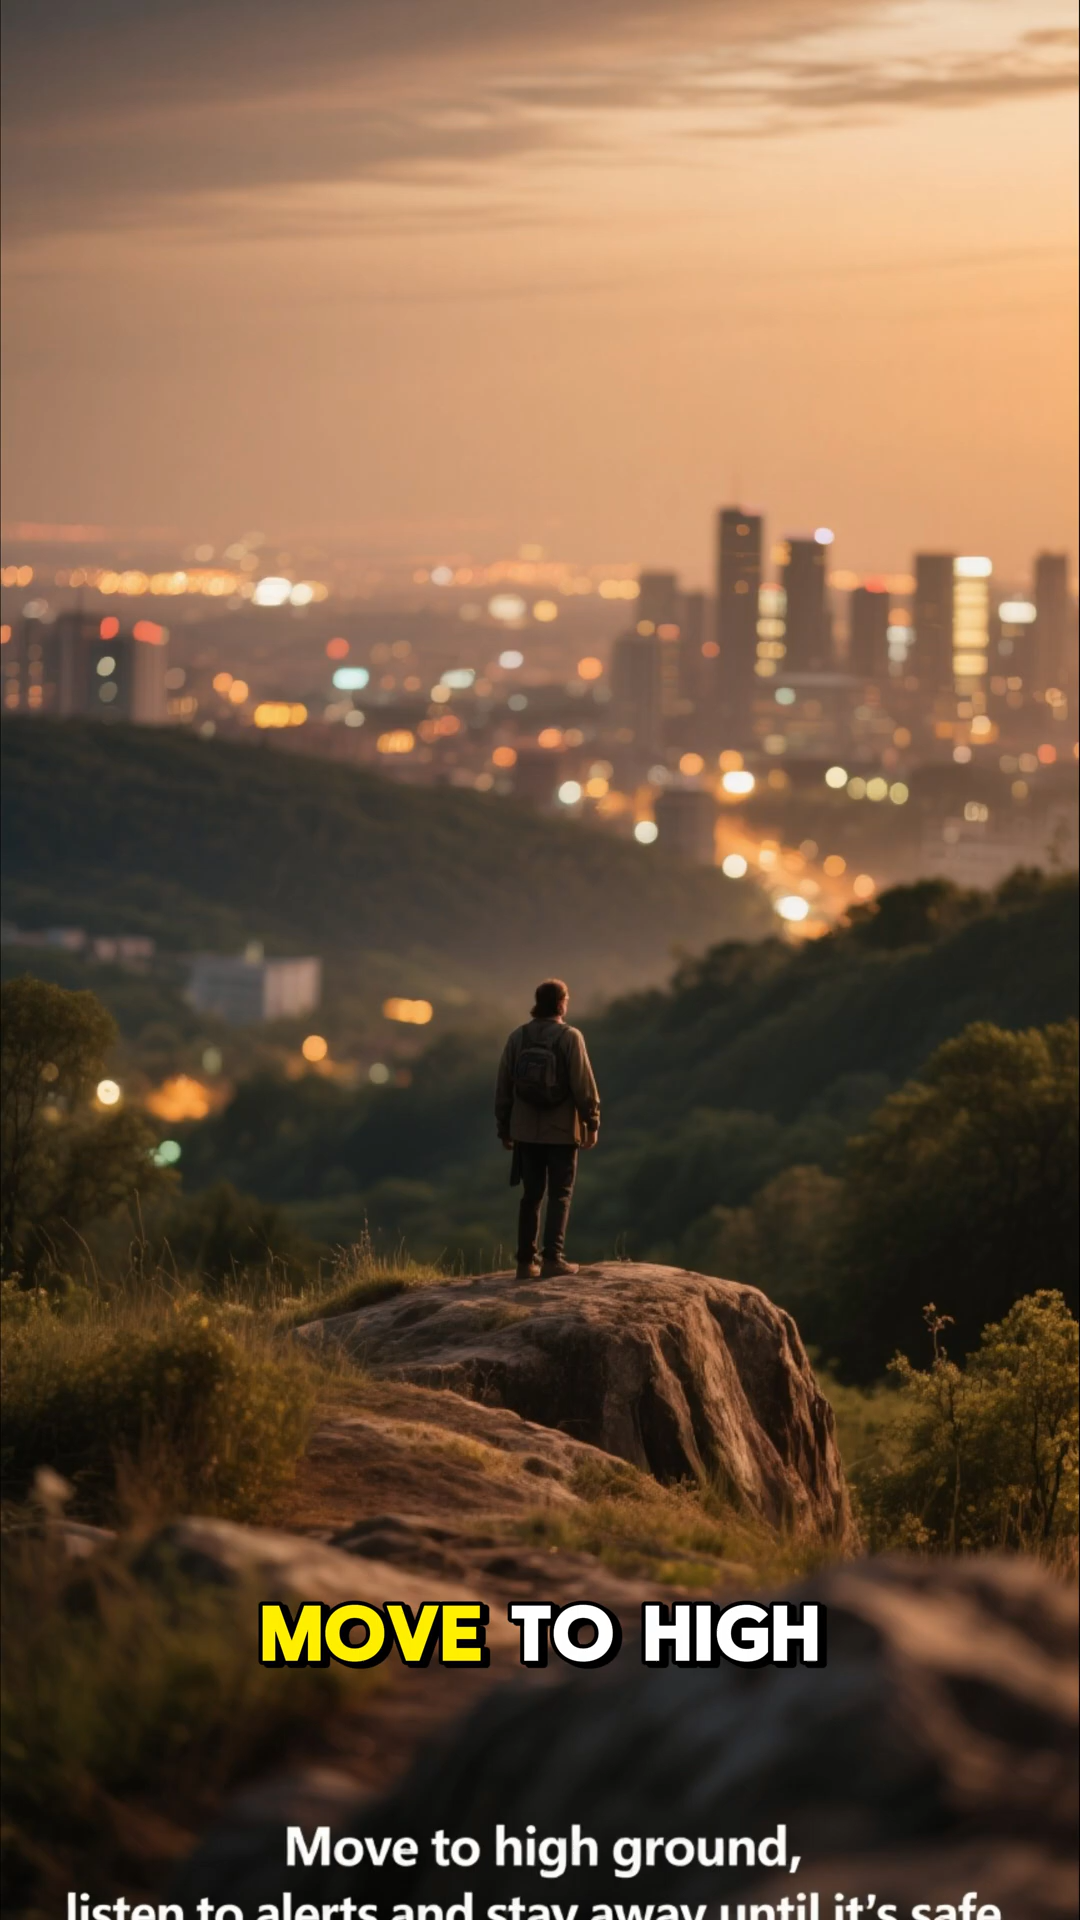 MOVE TO HIGH
Move to high ground,
listen to alerts and stay away until it's safe